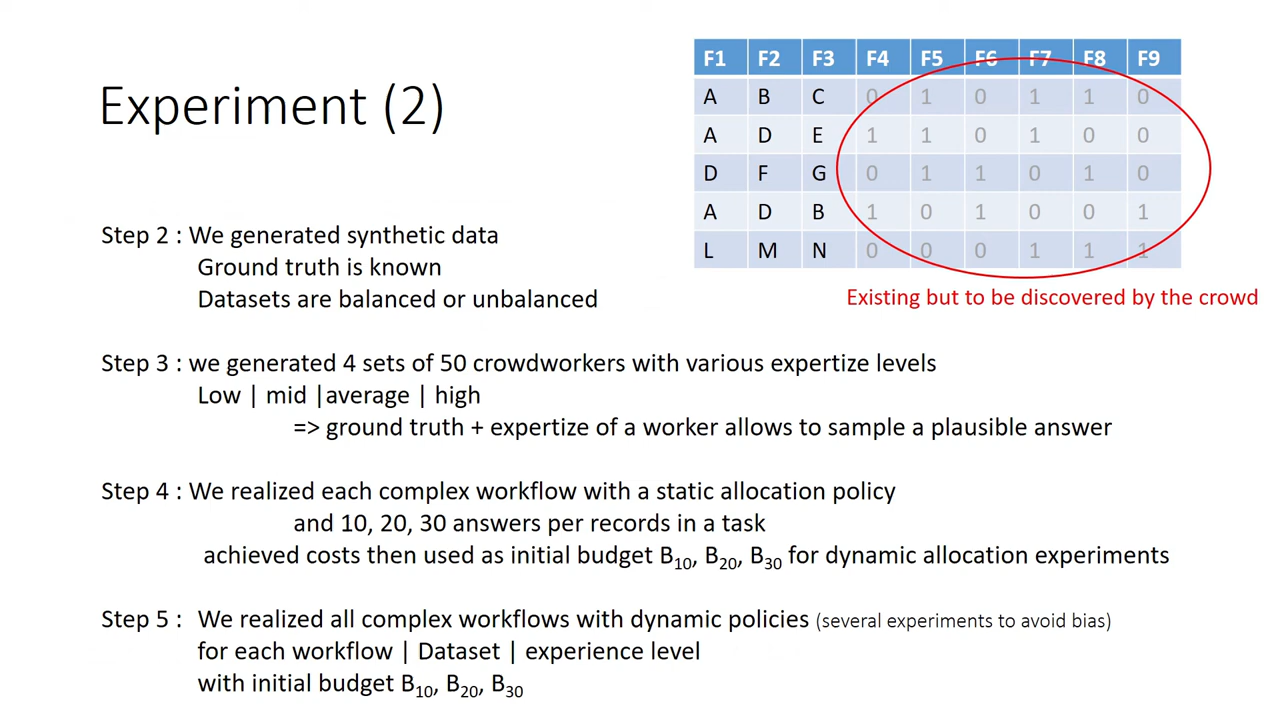 Experiment (2)
F1 F2 F3 F4 F5 F6 F7 F8 F9
A B C 0 1 0 1 1 0
A D E 1 1 0 1 0 0
D F G 0 1 1 0 1 0
A D B 1 0 1 0 0 1
L M N 0 0 0 1 1 1
Existing but to be discovered by the crowd
Step 2 : We generated synthetic data
Ground truth is known
Datasets are balanced or unbalanced
Step 3 : we generated 4 sets of 50 crowdworkers with various expertize levels
Low | mid |average | high
=> ground truth + expertize of a worker allows to sample a plausible answer
Step 4 : We realized each complex workflow with a static allocation policy
and 10, 20, 30 answers per records in a task
achieved costs then used as initial budget B10, B20, B30 for dynamic allocation experiments
Step 5 : We realized all complex workflows with dynamic policies (several experiments to avoid bias)
for each workflow | Dataset | experience level
with initial budget B10, B20, B30